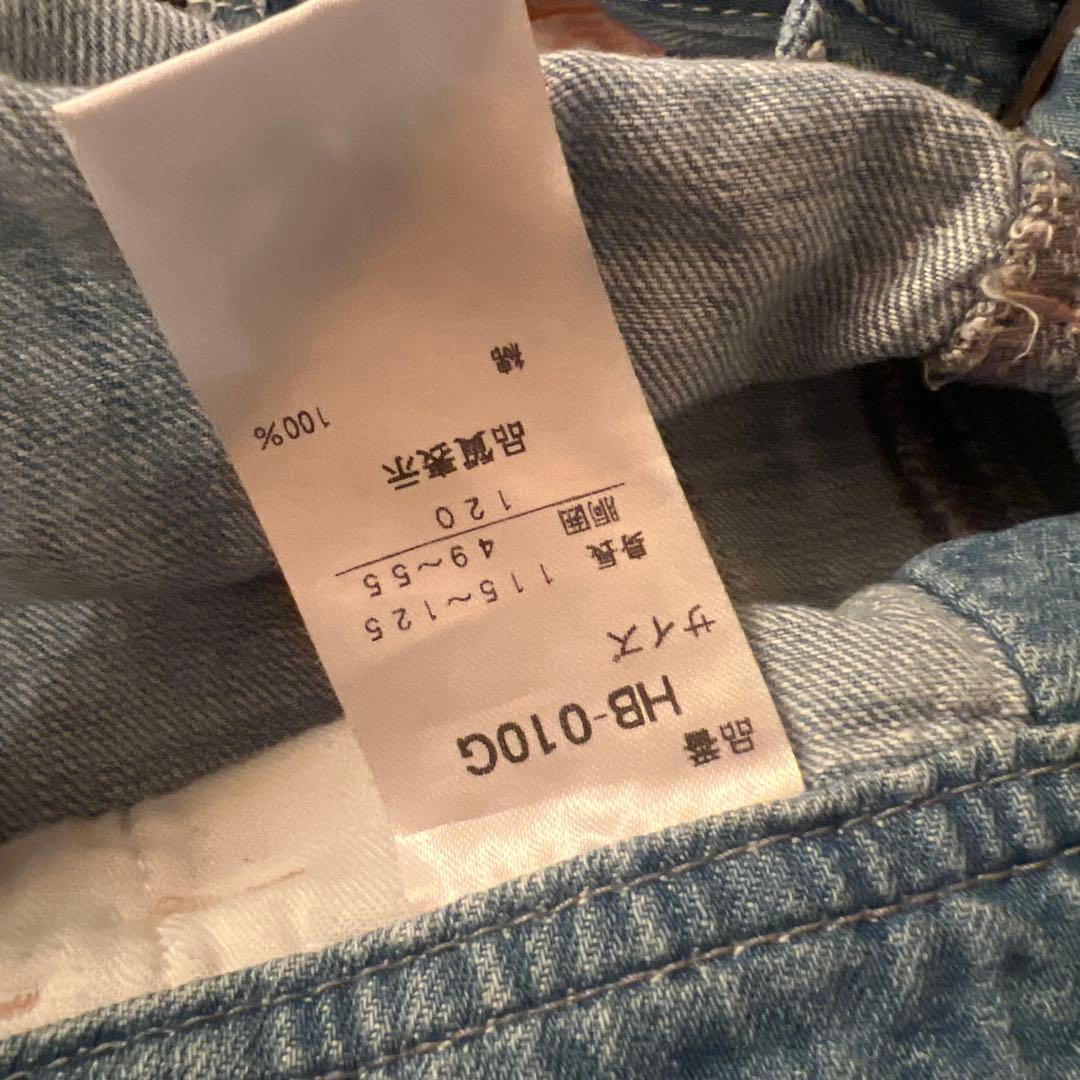 品番
HB-010G
サイズ
身長 115~125
胴囲 49~55
120
品質表示
綿 100%